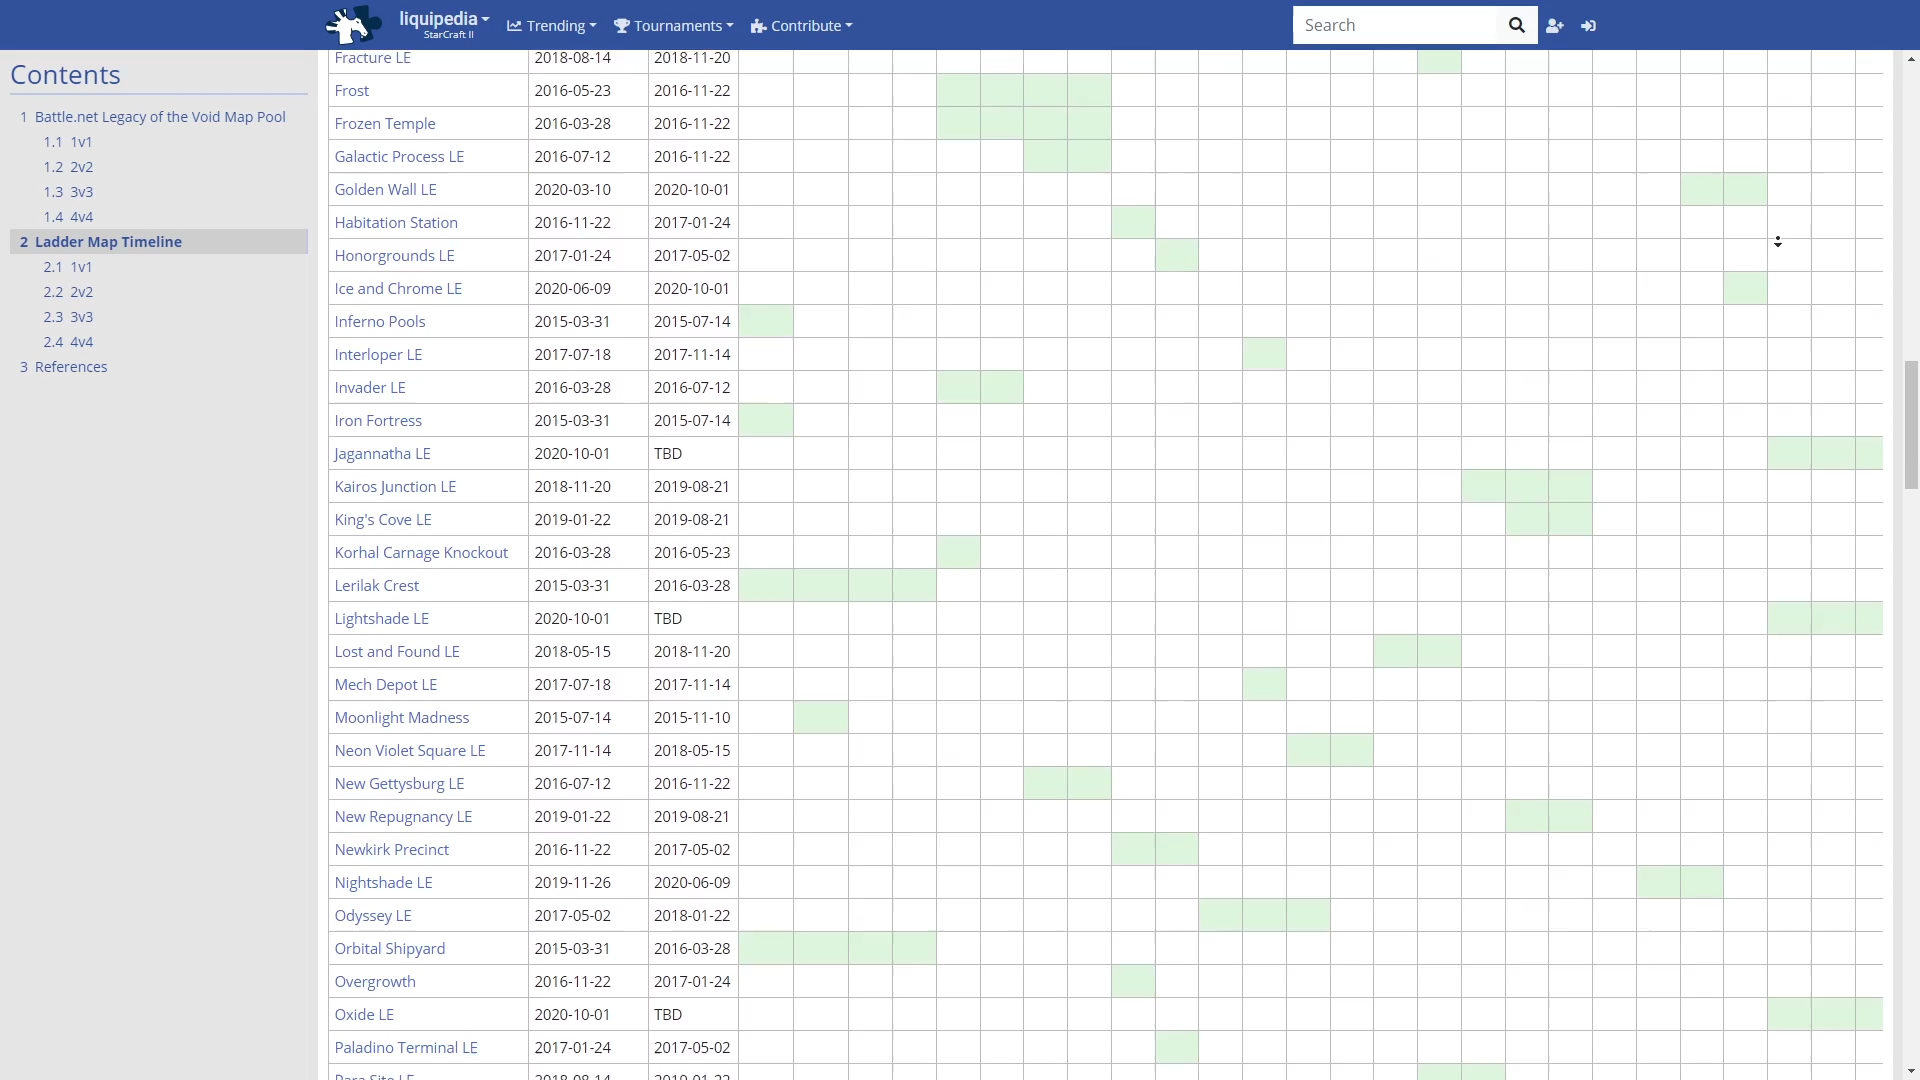 liquipedia
StarCraft II
Trending
Tournaments
Contribute
Search
Contents
1 Battle.net Legacy of the Void Map Pool
1.1 1v1
1.2 2v2
1.3 3v3
1.4 4v4
2 Ladder Map Timeline
2.1 1v1
2.2 2v2
2.3 3v3
2.4 4v4
3 References
Fracture LE 2018-08-14 2018-11-20
Frost 2016-05-23 2016-11-22
Frozen Temple 2016-03-28 2016-11-22
Galactic Process LE 2016-07-12 2016-11-22
Golden Wall LE 2020-03-10 2020-10-01
Habitation Station 2016-11-22 2017-01-24
Honorgrounds LE 2017-01-24 2017-05-02
Ice and Chrome LE 2020-06-09 2020-10-01
Inferno Pools 2015-03-31 2015-07-14
Interloper LE 2017-07-18 2017-11-14
Invader LE 2016-03-28 2016-07-12
Iron Fortress 2015-03-31 2015-07-14
Jagannatha LE 2020-10-01 TBD
Kairos Junction LE 2018-11-20 2019-08-21
King's Cove LE 2019-01-22 2019-08-21
Korhal Carnage Knockout 2016-03-28 2016-05-23
Lerilak Crest 2015-03-31 2016-03-28
Lightshade LE 2020-10-01 TBD
Lost and Found LE 2018-05-15 2018-11-20
Mech Depot LE 2017-07-18 2017-11-14
Moonlight Madness 2015-07-14 2015-11-10
Neon Violet Square LE 2017-11-14 2018-05-15
New Gettysburg LE 2016-07-12 2016-11-22
New Repugnancy LE 2019-01-22 2019-08-21
Newkirk Precinct 2016-11-22 2017-05-02
Nightshade LE 2019-11-26 2020-06-09
Odyssey LE 2017-05-02 2018-01-22
Orbital Shipyard 2015-03-31 2016-03-28
Overgrowth 2016-11-22 2017-01-24
Oxide LE 2020-10-01 TBD
Paladino Terminal LE 2017-01-24 2017-05-02
Para Site LE 2018-08-14 2019-01-22